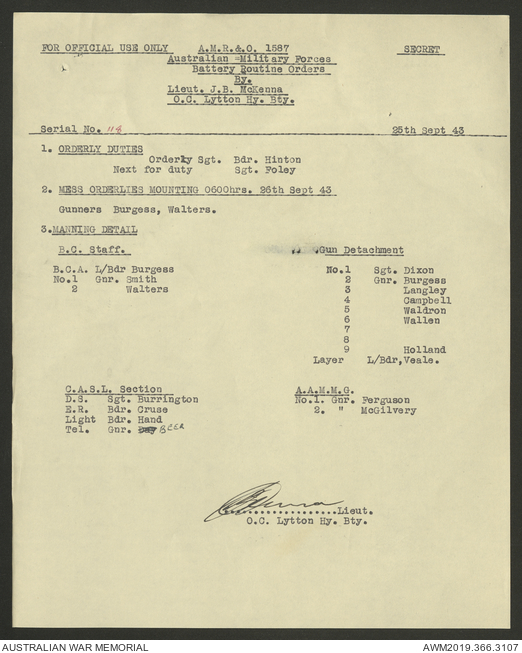 FOR OFFICIAL USE ONLY A.M.R.&.O. 1587 SECRET
Australian Military Forces
Battery Routine Orders
By.
Lieut. J.B. McKenna
O.C. Lytton Hy. Bty.
Serial No. 118 25th Sept 43
1. ORDERLY DUTIES
Orderly Sgt. Bdr. Hinton
Next for duty Sgt. Foley
2. MESS ORDERLIES MOUNTING 0600hrs. 26th Sept 43
Gunners Burgess, Walters.
3.MANNING DETAIL
B.C. Staff.
B.C.A. L/Bdr Burgess
No.1 Gnr. Smith
2 Walters
Gun Detachment
No.1 Sgt. Dixon
2 Gnr. Burgess
3 Langley
4 Campbell
5 Waldron
6 Wallen
7
8
9 Holland
Layer L/Bdr,Veale.
C.A.S.L. Section
D.S. Sgt. Burrington
E.R. Bdr. Cruse
Light Bdr. Hand
Tel. Gnr. BEER
A.A.M.M.G.
No.1. Gnr. Ferguson
2. " McGilvery
..................Lieut.
O.C. Lytton Hy. Bty.
AUSTRALIAN WAR MEMORIAL AWM2019.366.3107